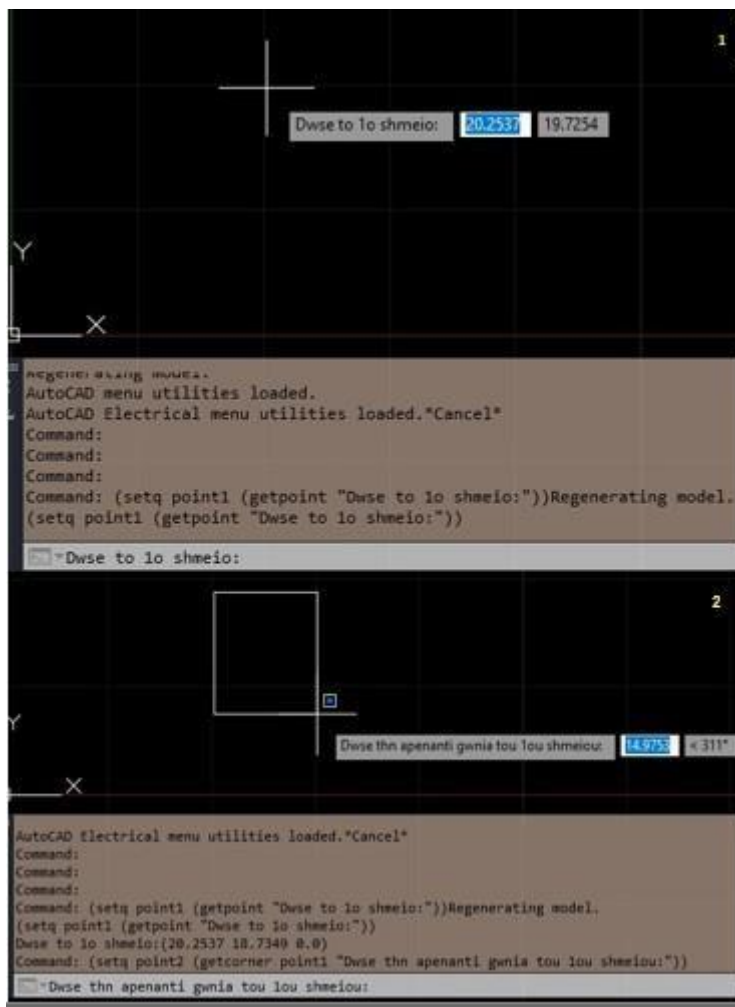 1
Dwse to 1o shmeio: 20.2537 19.7254
Y
X
Regenerating model.
AutoCAD menu utilities loaded.
AutoCAD Electrical menu utilities loaded.*Cancel*
Command:
Command:
Command:
Command: (setq point1 (getpoint "Dwse to 1o shmeio:"))Regenerating model.
(setq point1 (getpoint "Dwse to 1o shmeio:"))
Dwse to 1o shmeio:
2
Dwse thn apenanti gwnia tou 1ou shmeiou: 14.9753 < 311°
Y
X
AutoCAD Electrical menu utilities loaded.*Cancel*
Command:
Command:
Command:
Command: (setq point1 (getpoint "Dwse to 1o shmeio:"))Regenerating model.
(setq point1 (getpoint "Dwse to 1o shmeio:"))
Dwse to 1o shmeio:(20.2537 18.7349 0.0)
Command: (setq point2 (getcorner point1 "Dwse thn apenanti gwnia tou 1ou shmeiou:"))
Dwse thn apenanti gwnia tou 1ou shmeiou: